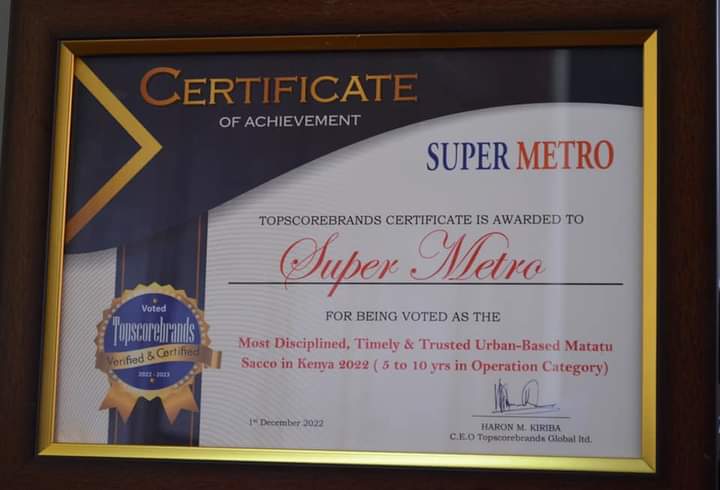 CERTIFICATE
OF ACHIEVEMENT
SUPER METRO
TOPSCOREBRANDS CERTIFICATE IS AWARDED TO
Super Metro
FOR BEING VOTED AS THE
Most Disciplined, Timely & Trusted Urban-Based Matatu
Sacco in Kenya 2022 ( 5 to 10 yrs in Operation Category)
Voted
Topscorebrands
Verified & Certified
2022 - 2023
1st December 2022
HARON M. KIRIBA
C.E.O Topscorebrands Global ltd.